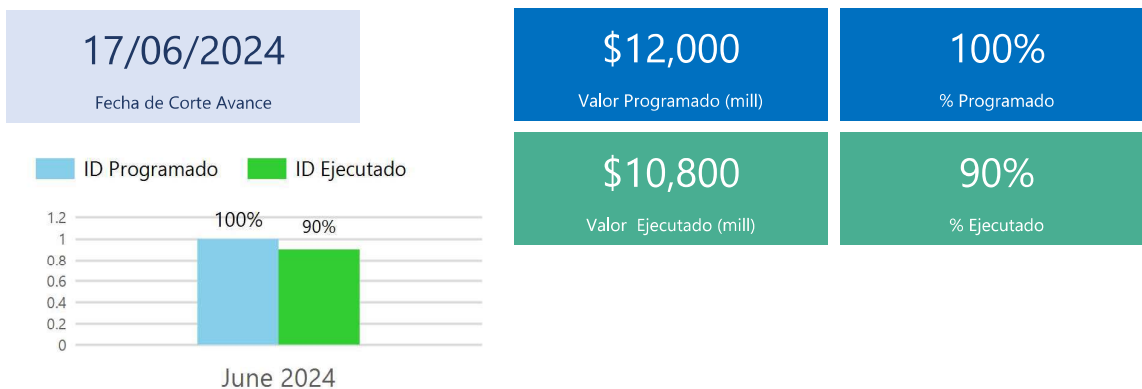 17/06/2024
Fecha de Corte Avance
$12,000
Valor Programado (mill)
100%
% Programado
$10,800
Valor Ejecutado (mill)
90%
% Ejecutado
ID Programado
ID Ejecutado
1.2
1
0.8
0.6
0.4
0.2
0
100%
90%
June 2024